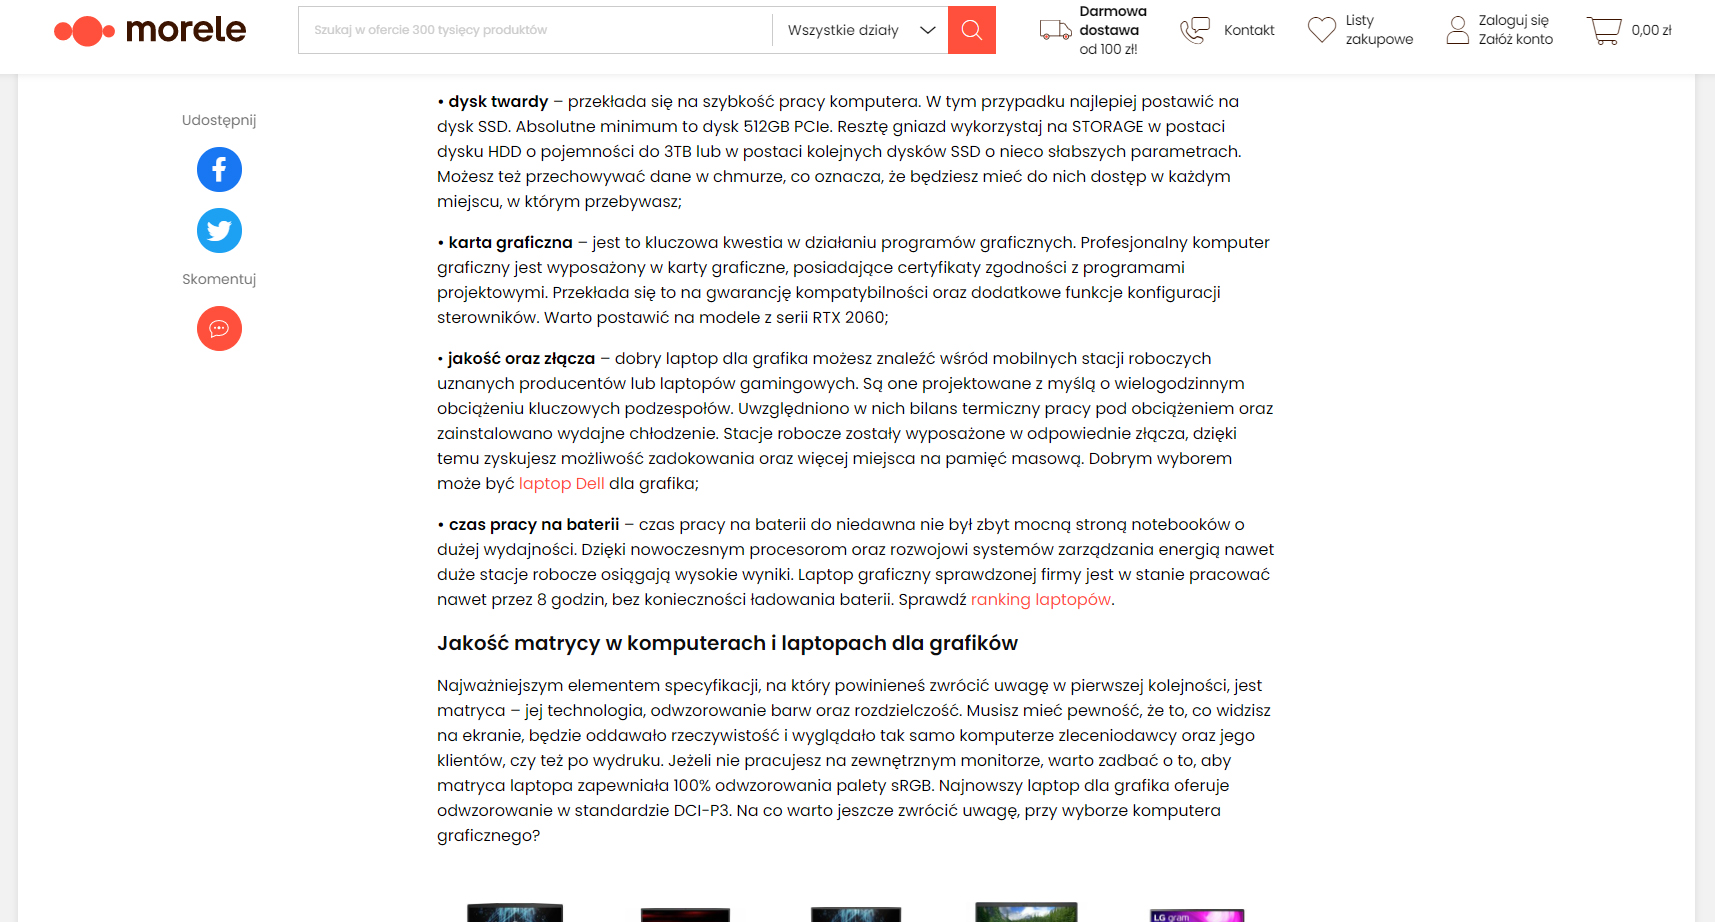 morele
Szukaj w ofercie 300 tysięcy produktów
Wszystkie działy
Darmowa
dostawa
od 100 zł!
Kontakt
Listy
zakupowe
Zaloguj się
Załóż konto
0,00 zł
Udostępnij
Skomentuj
• dysk twardy – przekłada się na szybkość pracy komputera. W tym przypadku najlepiej postawić na
dysk SSD. Absolutne minimum to dysk 512GB PCIe. Resztę gniazd wykorzystaj na STORAGE w postaci
dysku HDD o pojemności do 3TB lub w postaci kolejnych dysków SSD o nieco słabszych parametrach.
Możesz też przechowywać dane w chmurze, co oznacza, że będziesz mieć do nich dostęp w każdym
miejscu, w którym przebywasz;
• karta graficzna – jest to kluczowa kwestia w działaniu programów graficznych. Profesjonalny komputer
graficzny jest wyposażony w karty graficzne, posiadające certyfikaty zgodności z programami
projektowymi. Przekłada się to na gwarancję kompatybilności oraz dodatkowe funkcje konfiguracji
sterowników. Warto postawić na modele z serii RTX 2060;
• jakość oraz złącza – dobry laptop dla grafika możesz znaleźć wśród mobilnych stacji roboczych
uznanych producentów lub laptopów gamingowych. Są one projektowane z myślą o wielogodzinnym
obciążeniu kluczowych podzespołów. Uwzględniono w nich bilans termiczny pracy pod obciążeniem oraz
zainstalowano wydajne chłodzenie. Stacje robocze zostały wyposażone w odpowiednie złącza, dzięki
temu zyskujesz możliwość zadokowania oraz więcej miejsca na pamięć masową. Dobrym wyborem
może być laptop Dell dla grafika;
• czas pracy na baterii – czas pracy na baterii do niedawna nie był zbyt mocną stroną notebooków o
dużej wydajności. Dzięki nowoczesnym procesorom oraz rozwojowi systemów zarządzania energią nawet
duże stacje robocze osiągają wysokie wyniki. Laptop graficzny sprawdzonej firmy jest w stanie pracować
nawet przez 8 godzin, bez konieczności ładowania baterii. Sprawdź ranking laptopów.
Jakość matrycy w komputerach i laptopach dla grafików
Najważniejszym elementem specyfikacji, na który powinieneś zwrócić uwagę w pierwszej kolejności, jest
matryca – jej technologia, odwzorowanie barw oraz rozdzielczość. Musisz mieć pewność, że to, co widzisz
na ekranie, będzie oddawało rzeczywistość i wyglądało tak samo komputerze zleceniodawcy oraz jego
klientów, czy też po wydruku. Jeżeli nie pracujesz na zewnętrznym monitorze, warto zadbać o to, aby
matryca laptopa zapewniała 100% odwzorowania palety sRGB. Najnowszy laptop dla grafika oferuje
odwzorowanie w standardzie DCI-P3. Na co warto jeszcze zwrócić uwagę, przy wyborze komputera
graficznego?
LG gram